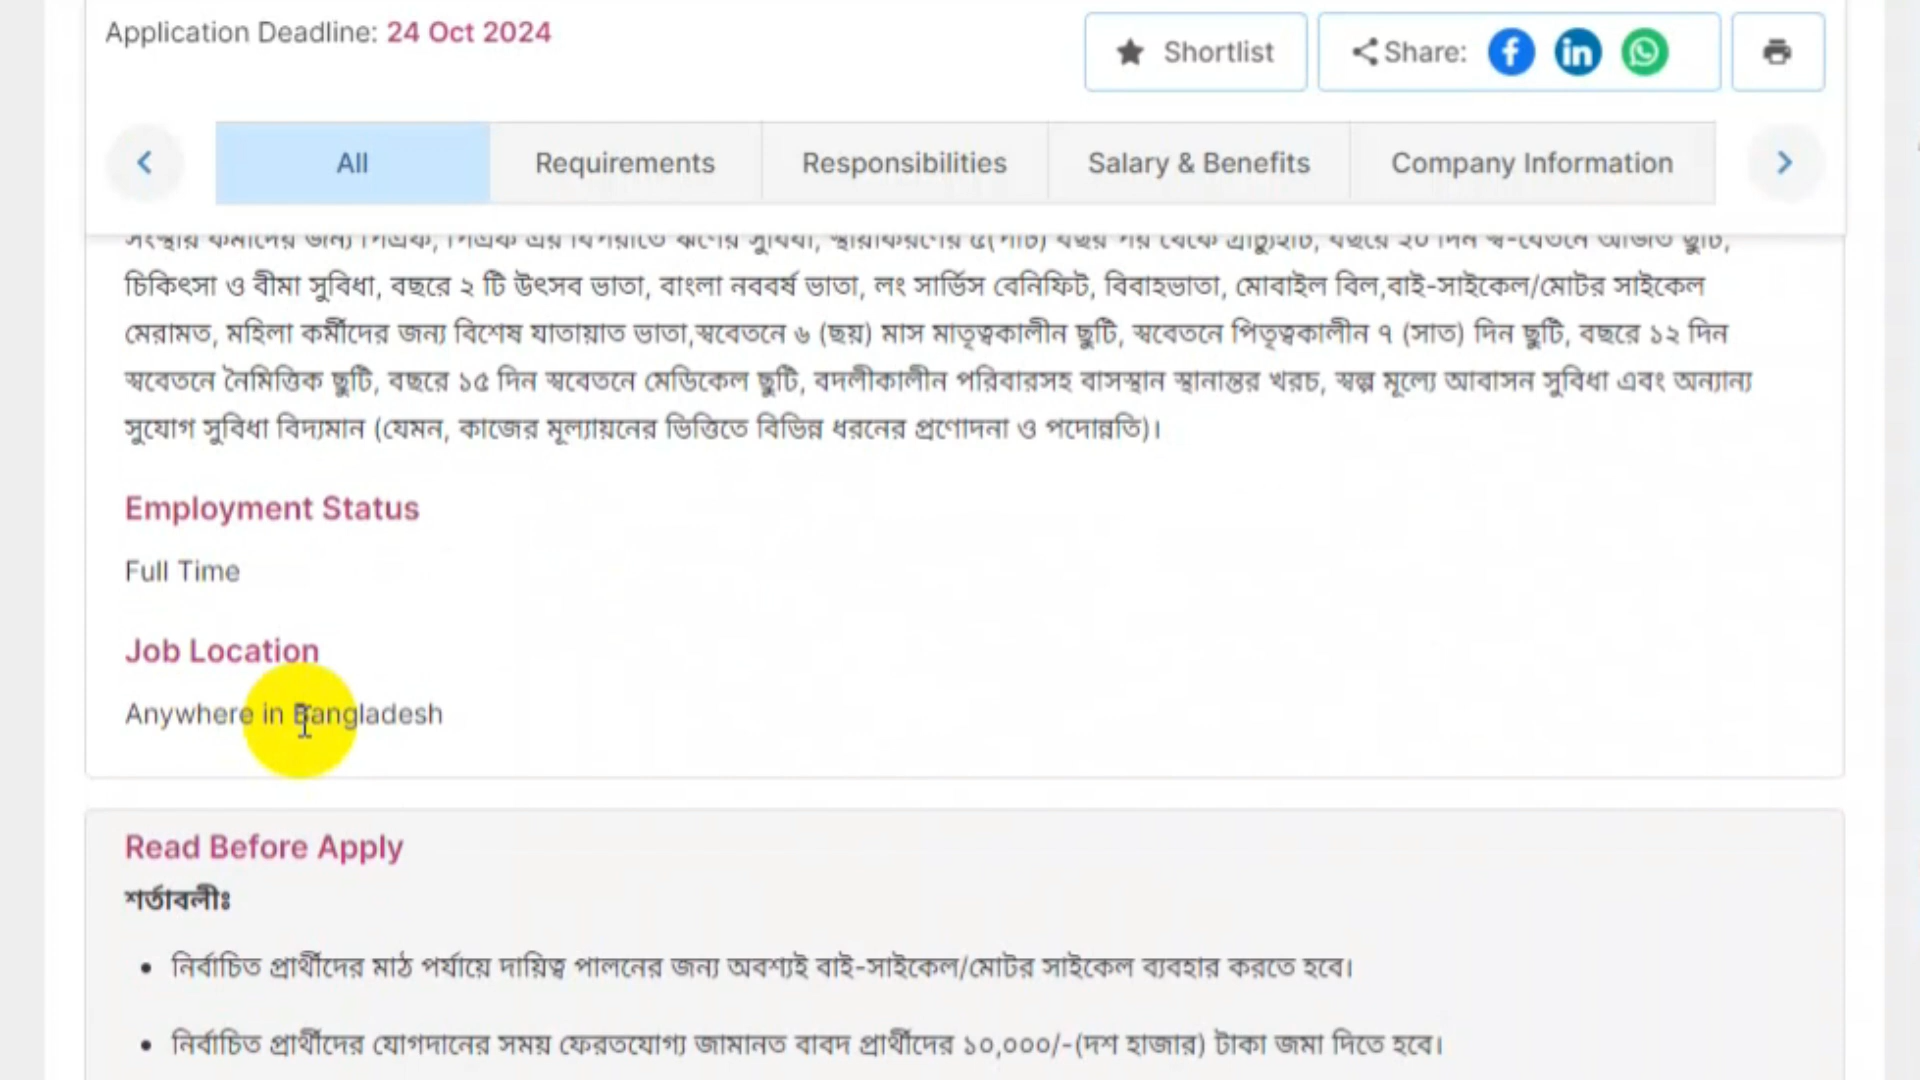 Application Deadline: 24 Oct 2024
Shortlist
Share:
All
Requirements
Responsibilities
Salary & Benefits
Company Information
চিকিৎসা ও বীমা সুবিধা, বছরে ২ টি উৎসব ভাতা, বাংলা নববর্ষ ভাতা, লং সার্ভিস বেনিফিট, বিবাহভাতা, মোবাইল বিল,বাই-সাইকেল/মোটর সাইকেল
মেরামত, মহিলা কর্মীদের জন্য বিশেষ যাতায়াত ভাতা,স্ববেতনে ৬ (ছয়) মাস মাতৃত্বকালীন ছুটি, স্ববেতনে পিতৃত্বকালীন ৭ (সাত) দিন ছুটি, বছরে ১২ দিন
স্ববেতনে নৈমিত্তিক ছুটি, বছরে ১৫ দিন স্ববেতনে মেডিকেল ছুটি, বদলীকালীন পরিবারসহ বাসস্থান স্থানান্তর খরচ, স্বল্প মূল্যে আবাসন সুবিধা এবং অন্যান্য
সুযোগ সুবিধা বিদ্যমান (যেমন, কাজের মূল্যায়নের ভিত্তিতে বিভিন্ন ধরনের প্রণোদনা ও পদোন্নতি)।
Employment Status
Full Time
Job Location
Anywhere in Bangladesh
Read Before Apply
শর্তাবলীঃ
• নির্বাচিত প্রার্থীদের মাঠ পর্যায়ে দায়িত্ব পালনের জন্য অবশ্যই বাই-সাইকেল/মোটর সাইকেল ব্যবহার করতে হবে।
• নির্বাচিত প্রার্থীদের যোগদানের সময় ফেরতযোগ্য জামানত বাবদ প্রার্থীদের ১০,০০০/-(দশ হাজার) টাকা জমা দিতে হবে।